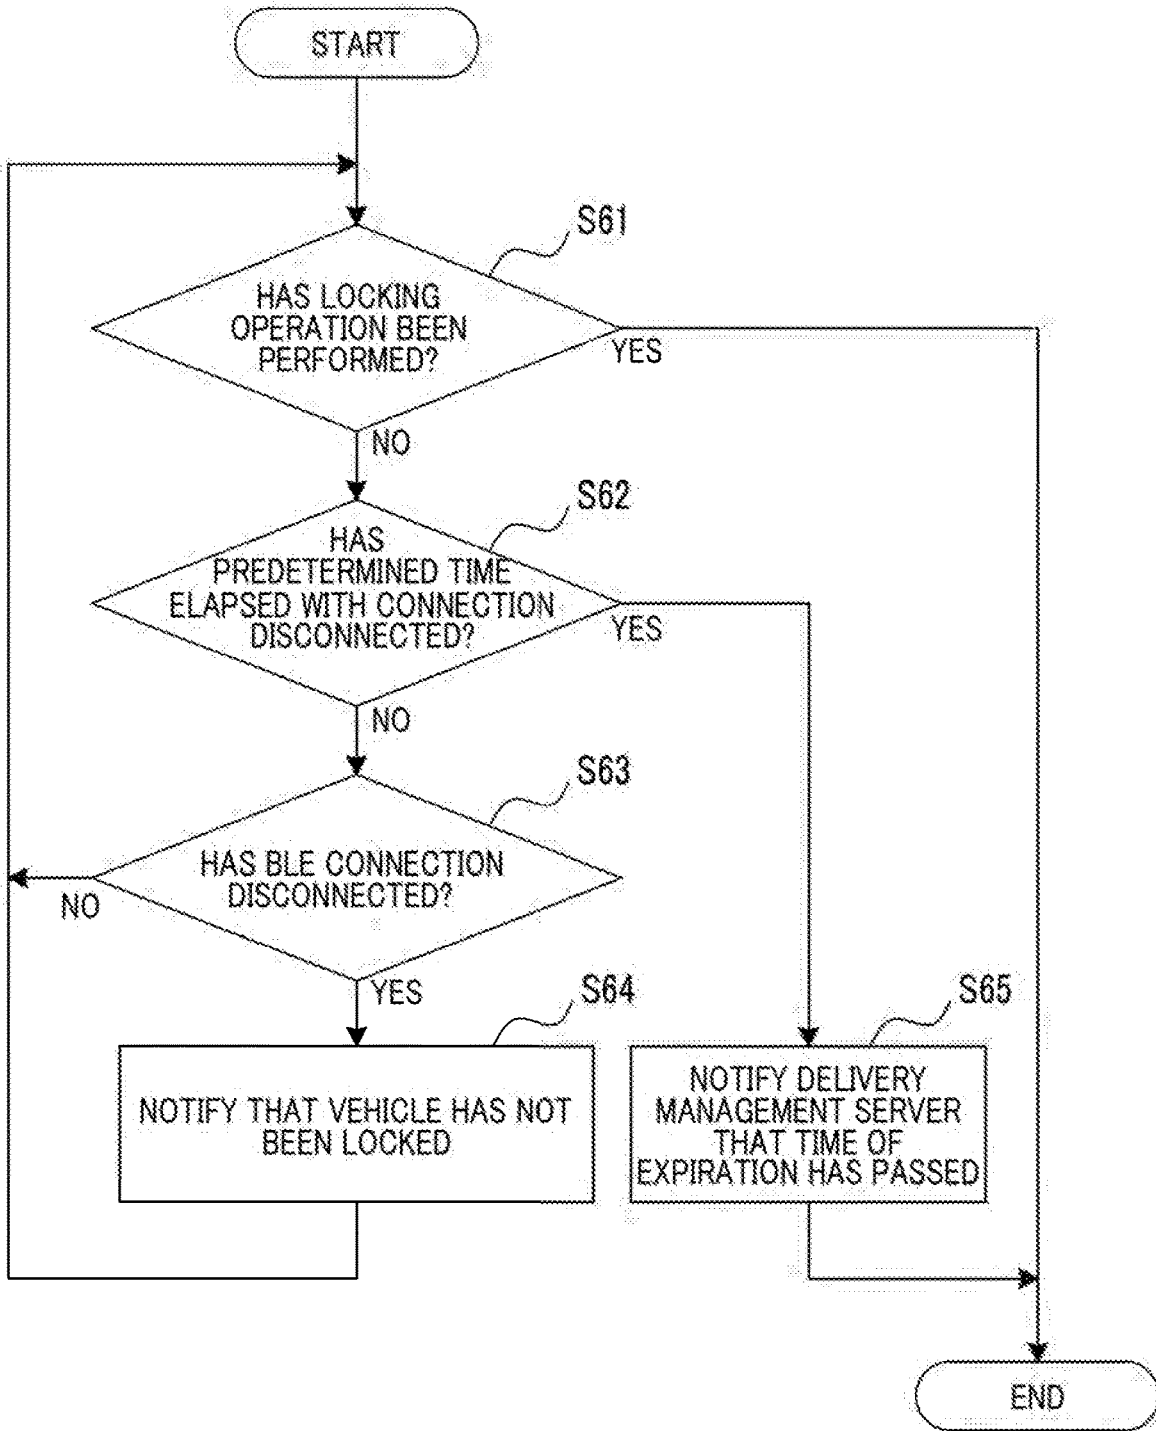 START
S61
HAS LOCKING
OPERATION BEEN
PERFORMED?
YES
NO
S62
HAS
PREDETERMINED TIME
ELAPSED WITH CONNECTION
DISCONNECTED?
YES
NO
S63
HAS BLE CONNECTION
DISCONNECTED?
NO
YES
S64
NOTIFY THAT VEHICLE HAS NOT
BEEN LOCKED
S65
NOTIFY DELIVERY
MANAGEMENT SERVER
THAT TIME OF
EXPIRATION HAS PASSED
END